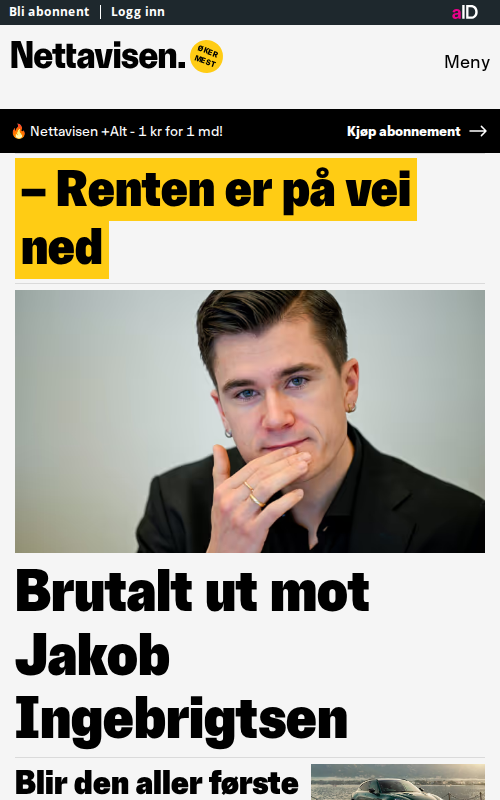 Bli abonnent | Logg inn aID
Nettavisen. ØKER MEST
Meny
🔥 Nettavisen +Alt - 1 kr for 1 md! Kjøp abonnement →
– Renten er på vei
ned
Brutalt ut mot
Jakob
Ingebrigtsen
Blir den aller første